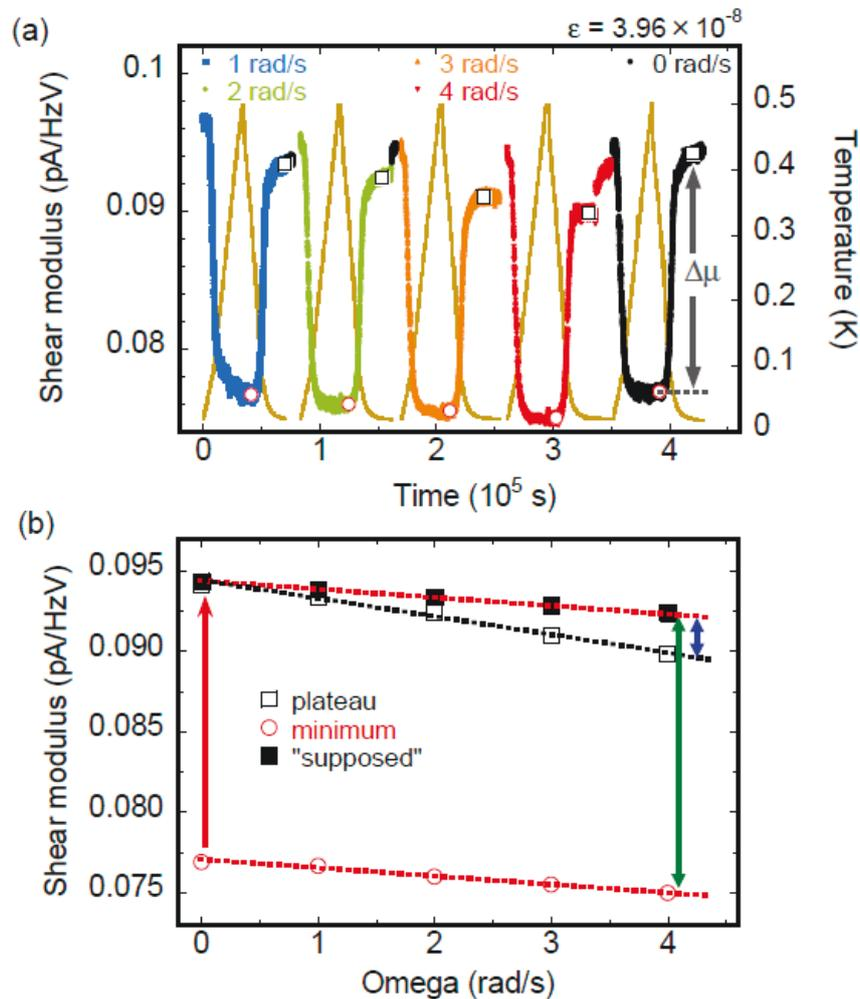 (a)
ε = 3.96 × 10⁻⁸
1 rad/s 3 rad/s 0 rad/s
2 rad/s 4 rad/s
Shear modulus (pA/HzV)
0.1
0.09
0.08
Temperature (K)
0.5
0.4
0.3
0.2
0.1
0
Δμ
0 1 2 3 4
Time (10⁵ s)
(b)
Shear modulus (pA/HzV)
0.095
0.090
0.085
0.080
0.075
plateau
minimum
"supposed"
0 1 2 3 4
Omega (rad/s)